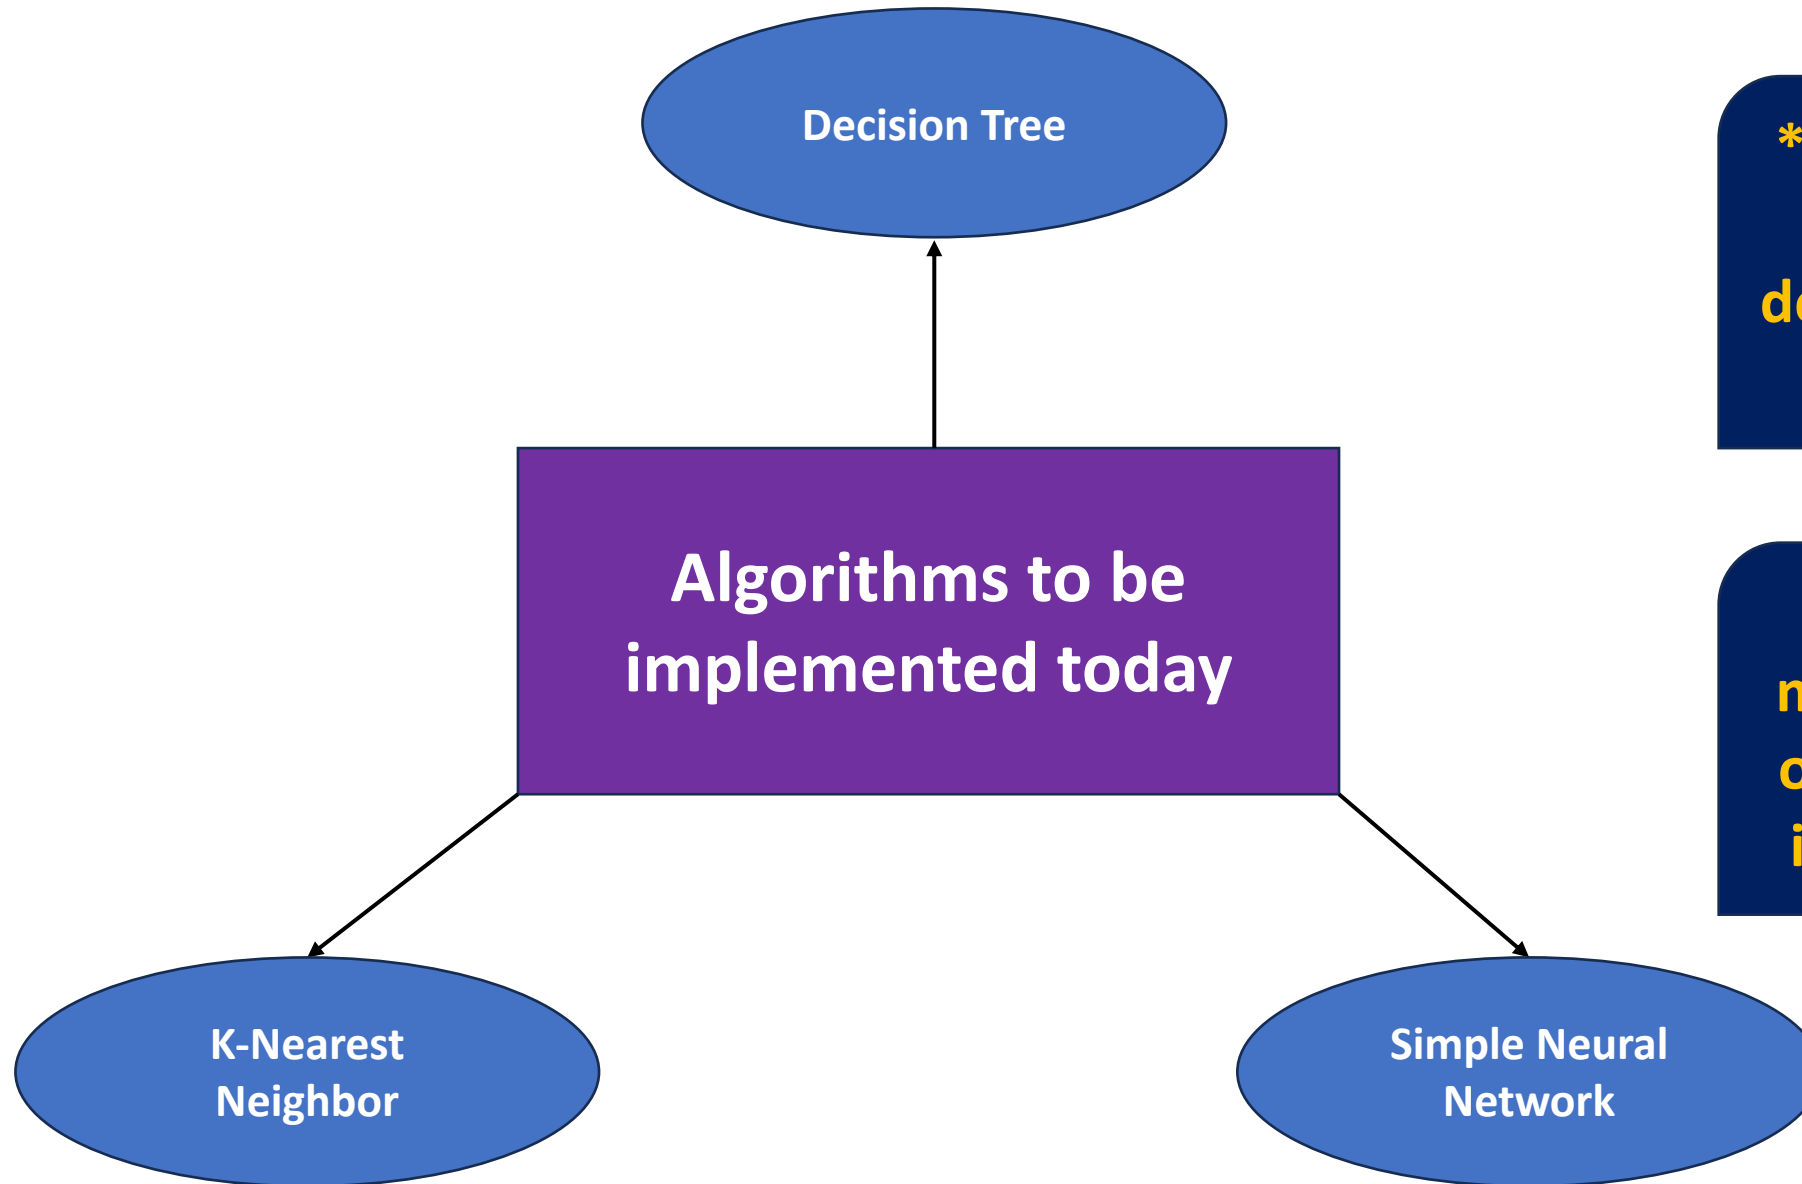 Decision Tree
*
Algorithms to be
implemented today
K-Nearest
Neighbor
Simple Neural
Network